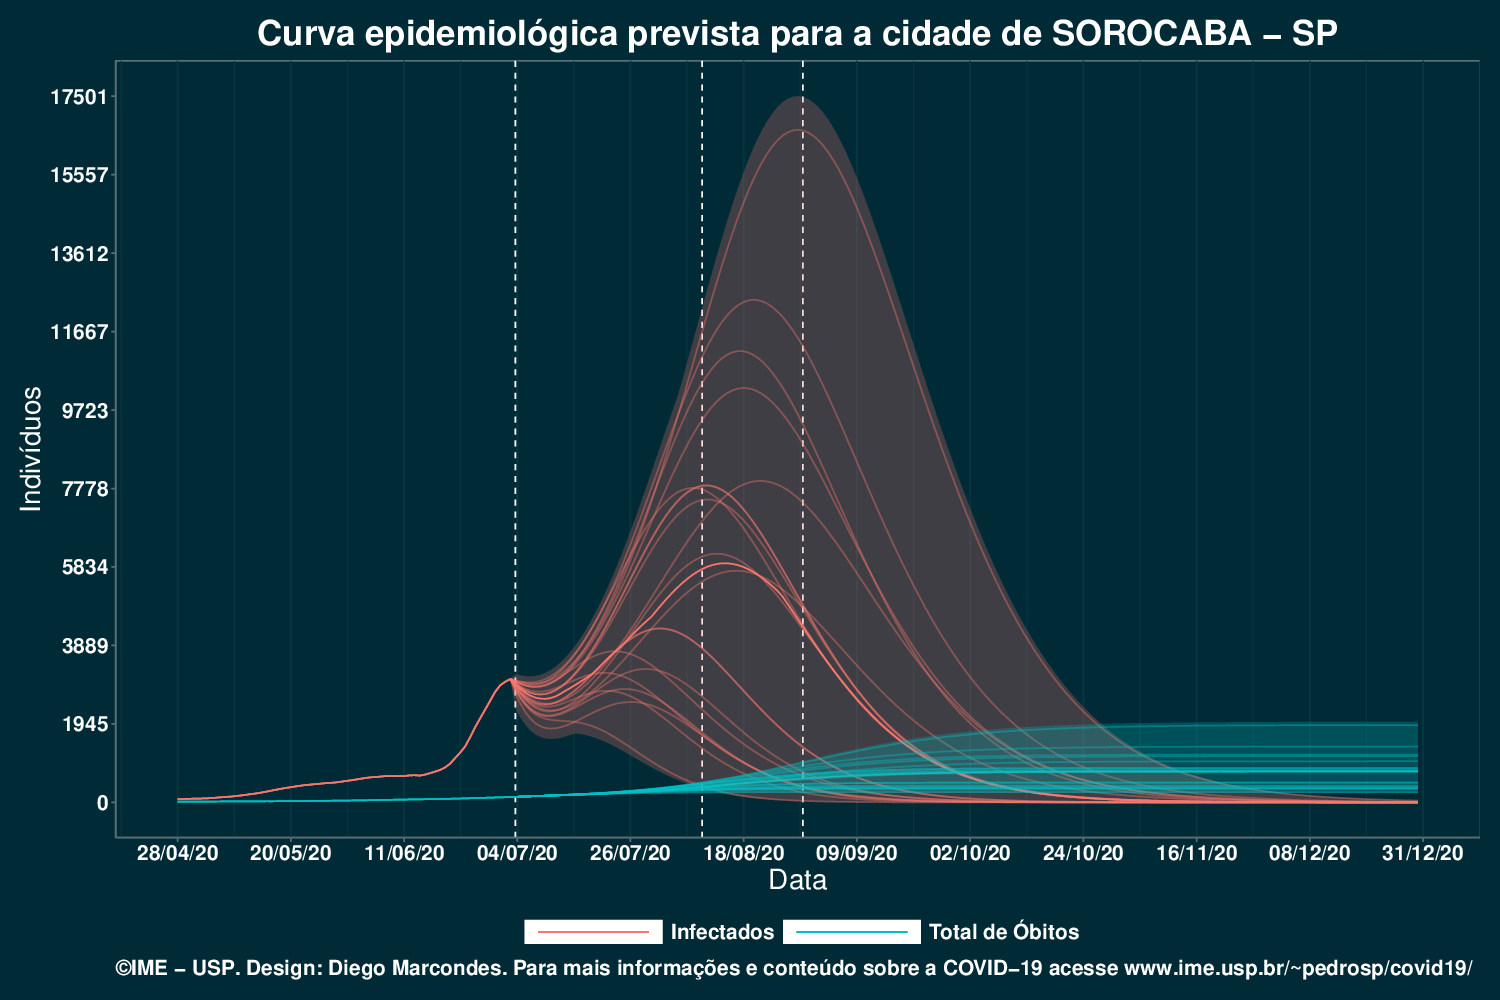 Curva epidemiológica prevista para a cidade de SOROCABA − SP
17501
15557
13612
11667
9723
7778
5834
3889
1945
0
Indivíduos
28/04/20 20/05/20 11/06/20 04/07/20 26/07/20 18/08/20 09/09/20 02/10/20 24/10/20 16/11/20 08/12/20 31/12/20
Data
Infectados Total de Óbitos
©IME − USP. Design: Diego Marcondes. Para mais informações e conteúdo sobre a COVID−19 acesse www.ime.usp.br/~pedrosp/covid19/